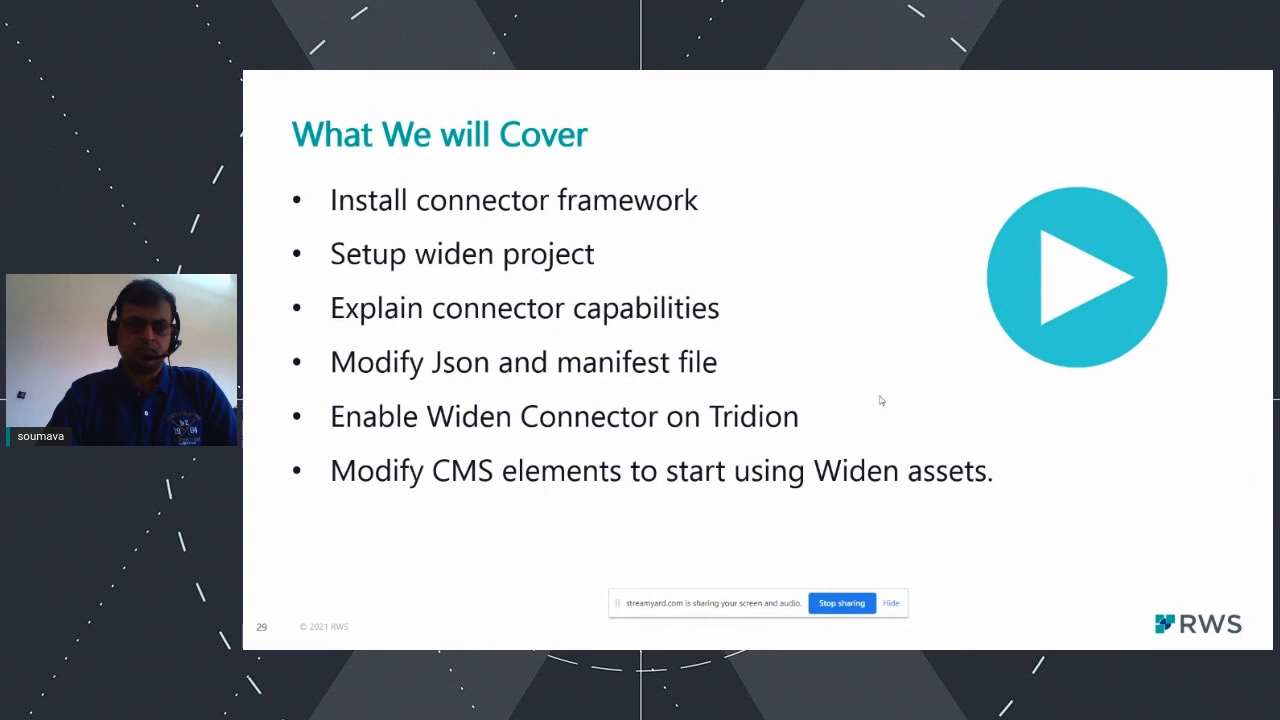 What We will Cover
• Install connector framework
• Setup widen project
• Explain connector capabilities
• Modify Json and manifest file
• Enable Widen Connector on Tridion
• Modify CMS elements to start using Widen assets.
soumava
streamyard.com is sharing your screen and audio. Stop sharing Hide
29 © 2021 RWS
RWS